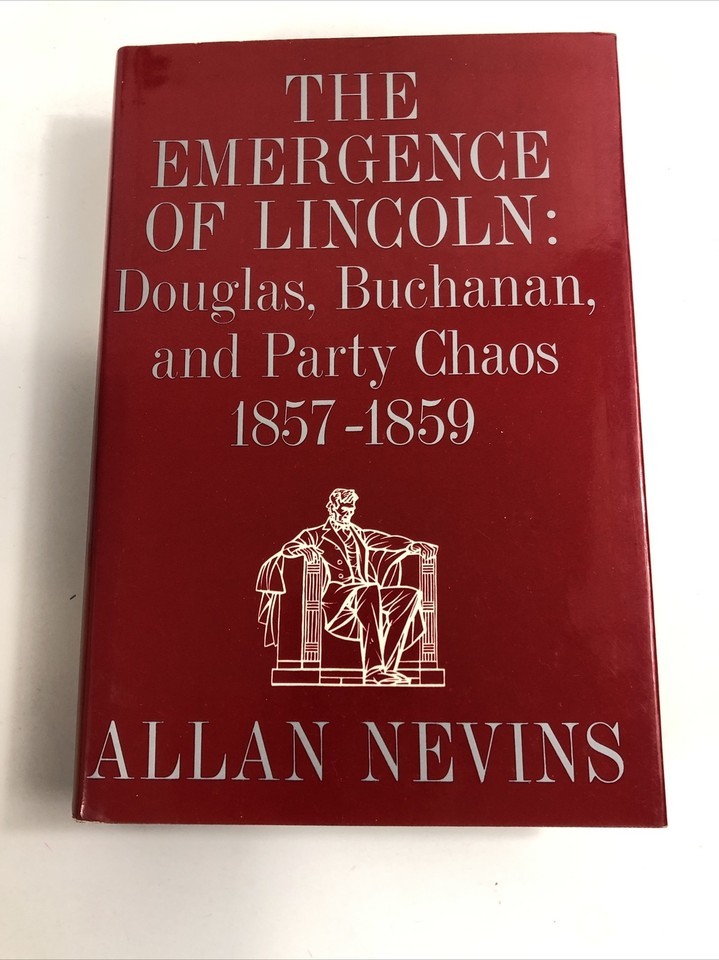 THE
EMERGENCE
OF LINCOLN:
Douglas, Buchanan,
and Party Chaos
1857-1859
ALLAN NEVINS